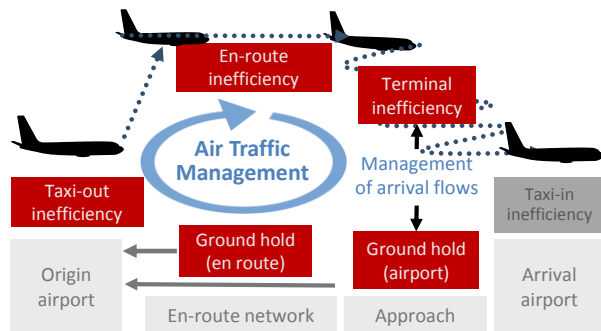 En-route
inefficiency
Terminal
inefficiency
Air Traffic
Management
Management
of arrival flows
Taxi-out
inefficiency
Taxi-in
inefficiency
Ground hold
(en route)
Ground hold
(airport)
Origin
airport
Arrival
airport
En-route network
Approach